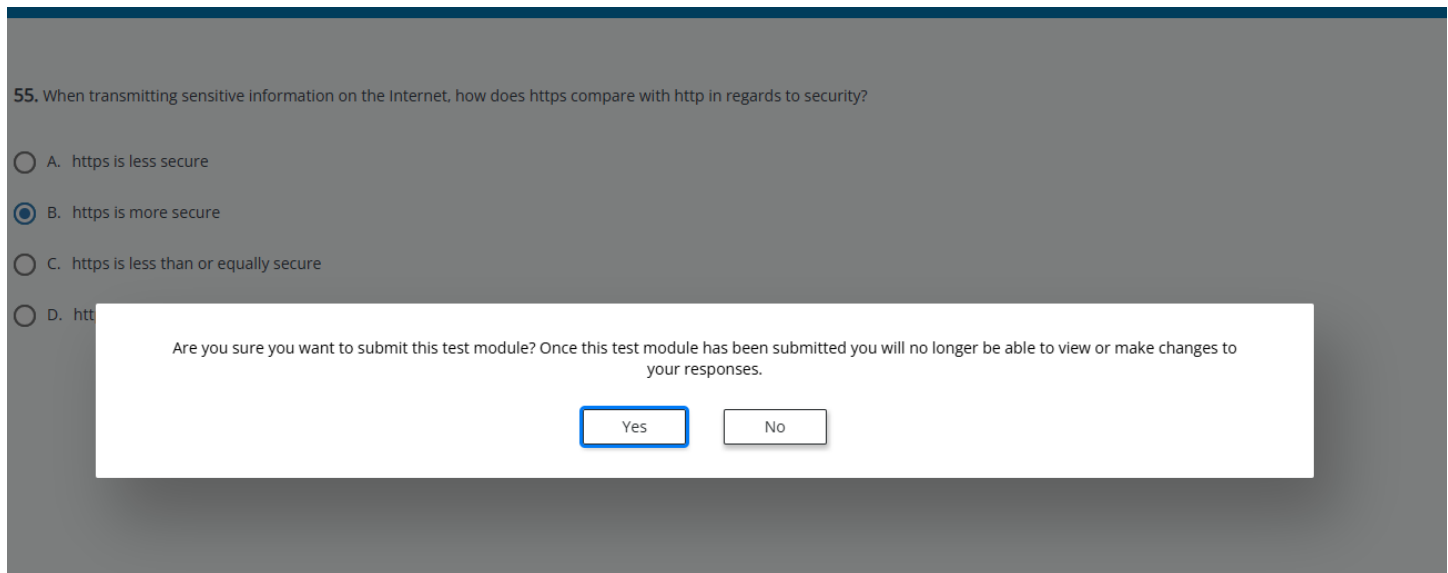 55. When transmitting sensitive information on the Internet, how does https compare with http in regards to security?
A. https is less secure
B. https is more secure
C. https is less than or equally secure
D. htt
Are you sure you want to submit this test module? Once this test module has been submitted you will no longer be able to view or make changes to
your responses.
Yes No